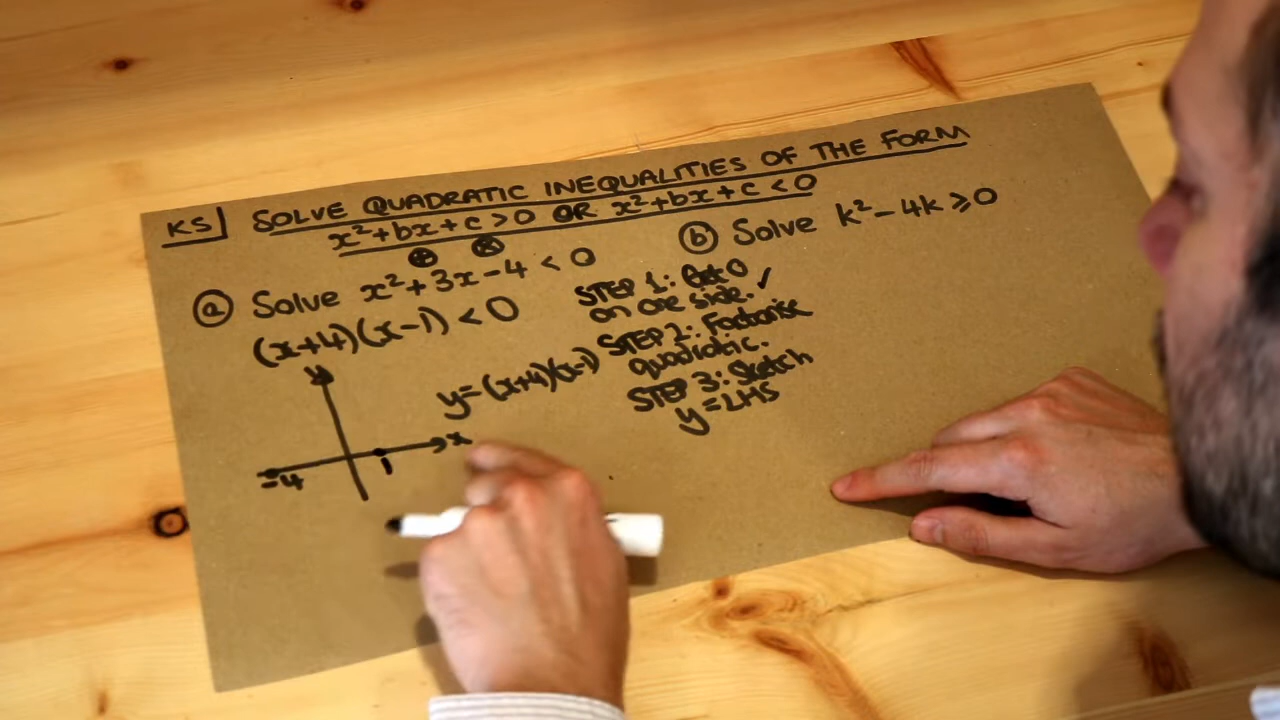 KS SOLVE QUADRATIC INEQUALITIES OF THE FORM
x²+bx+c>0 OR x²+bx+c<0
ⓐ Solve x²+3x-4<0
(x+4)(x-1)<0
y
x
-4
1
y=(x+4)(x-1)
STEP 1: Get 0
on one side. ✓
STEP 2: Factorise
quadratic.
STEP 3: Sketch
y=LHS
ⓑ Solve k²-4k≥0